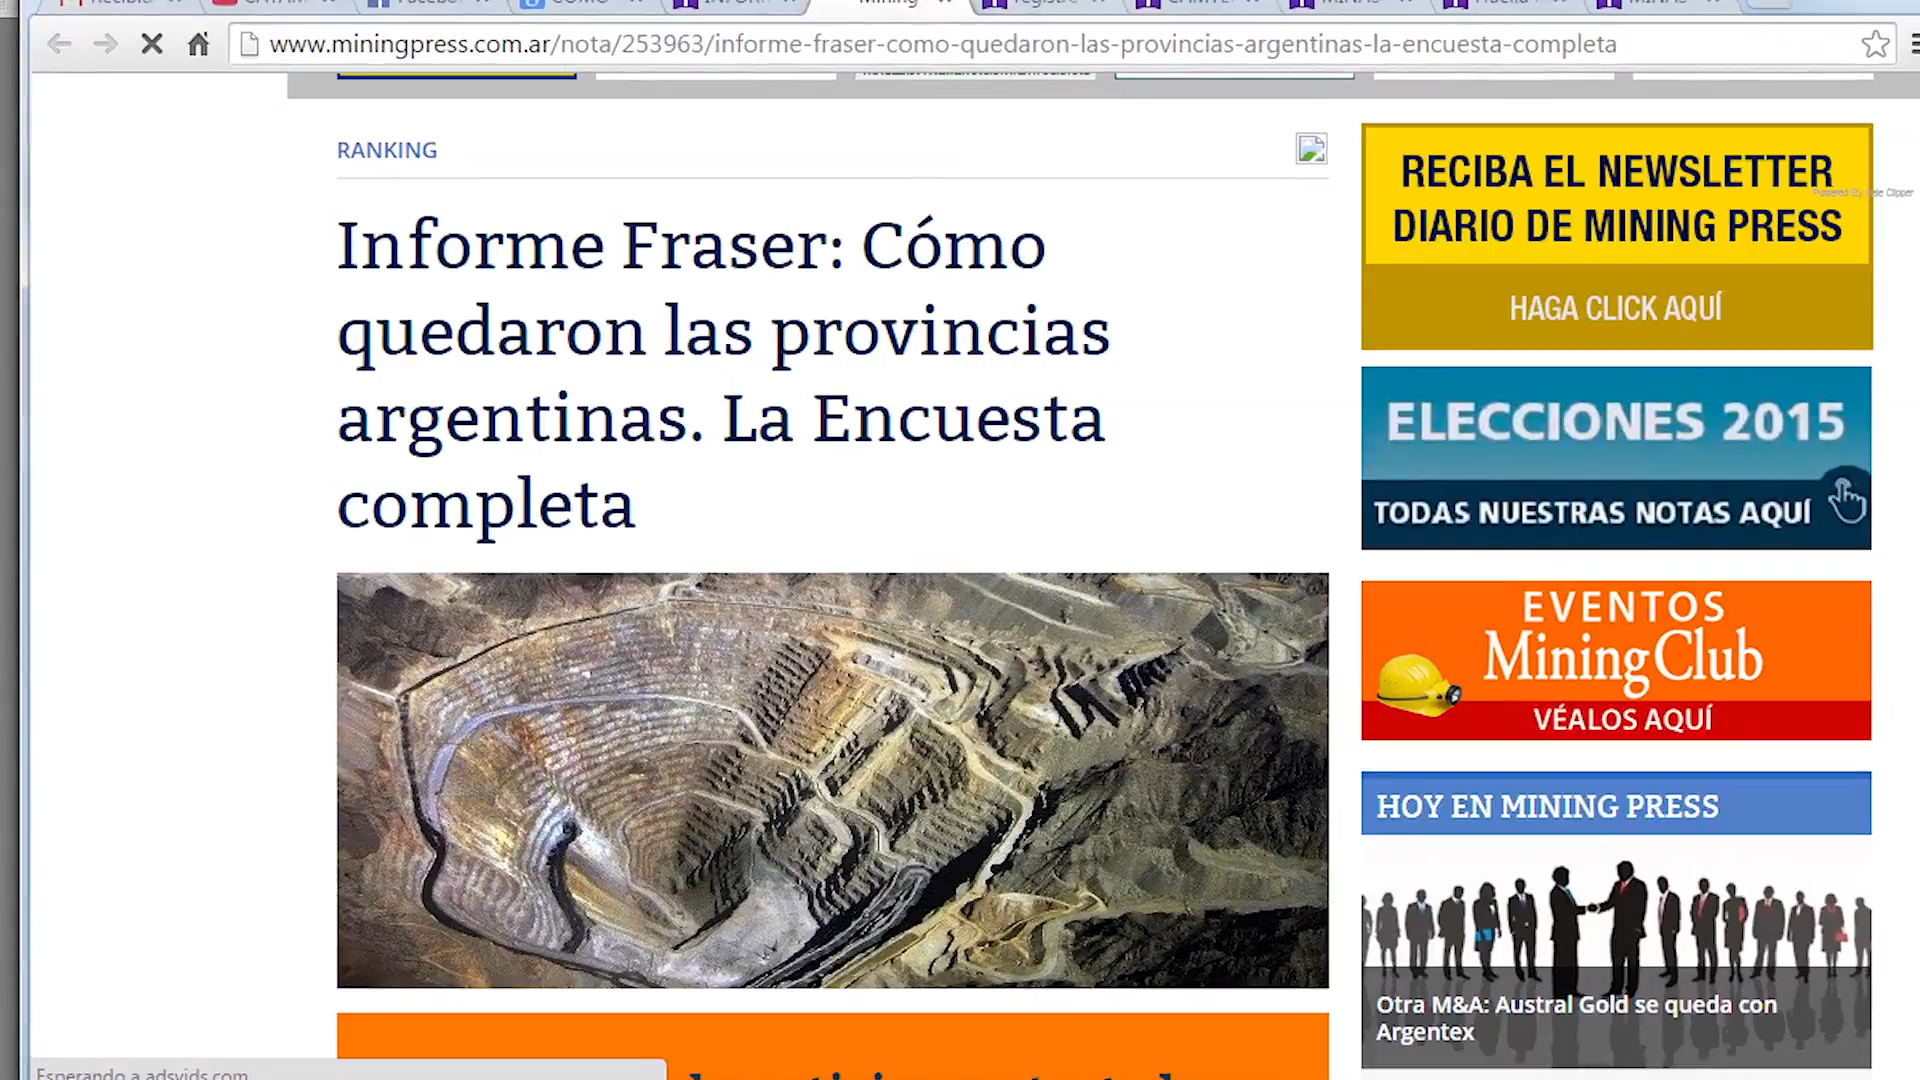 www.miningpress.com.ar/nota/253963/informe-fraser-como-quedaron-las-provincias-argentinas-la-encuesta-completa
RANKING
Informe Fraser: Cómo
quedaron las provincias
argentinas. La Encuesta
completa
RECIBA EL NEWSLETTER
DIARIO DE MINING PRESS
HAGA CLICK AQUÍ
ELECCIONES 2015
TODAS NUESTRAS NOTAS AQUÍ
EVENTOS
MiningClub
VÉALOS AQUÍ
HOY EN MINING PRESS
Otra M&A: Austral Gold se queda con
Argentex
Esperando a adsvids.com